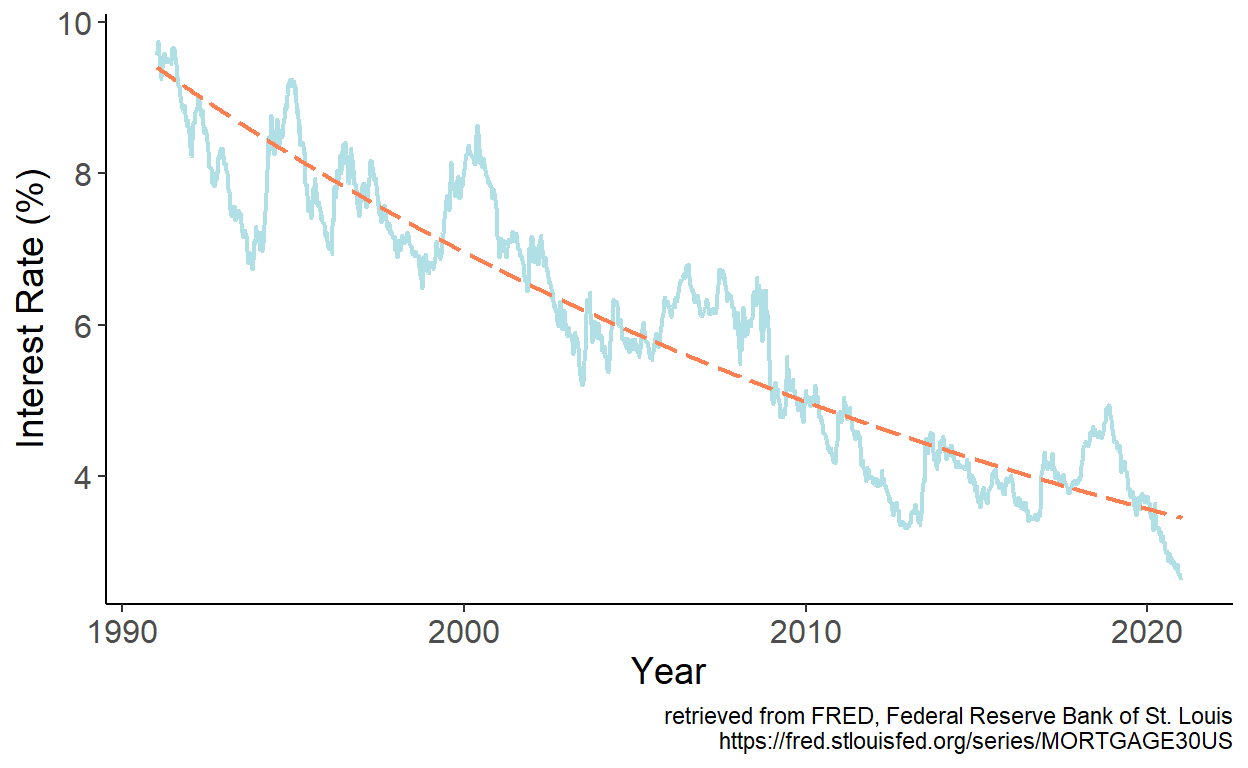 Interest Rate (%)
10
8
6
4
1990 2000 2010 2020
Year
retrieved from FRED, Federal Reserve Bank of St. Louis
https://fred.stlouisfed.org/series/MORTGAGE30US